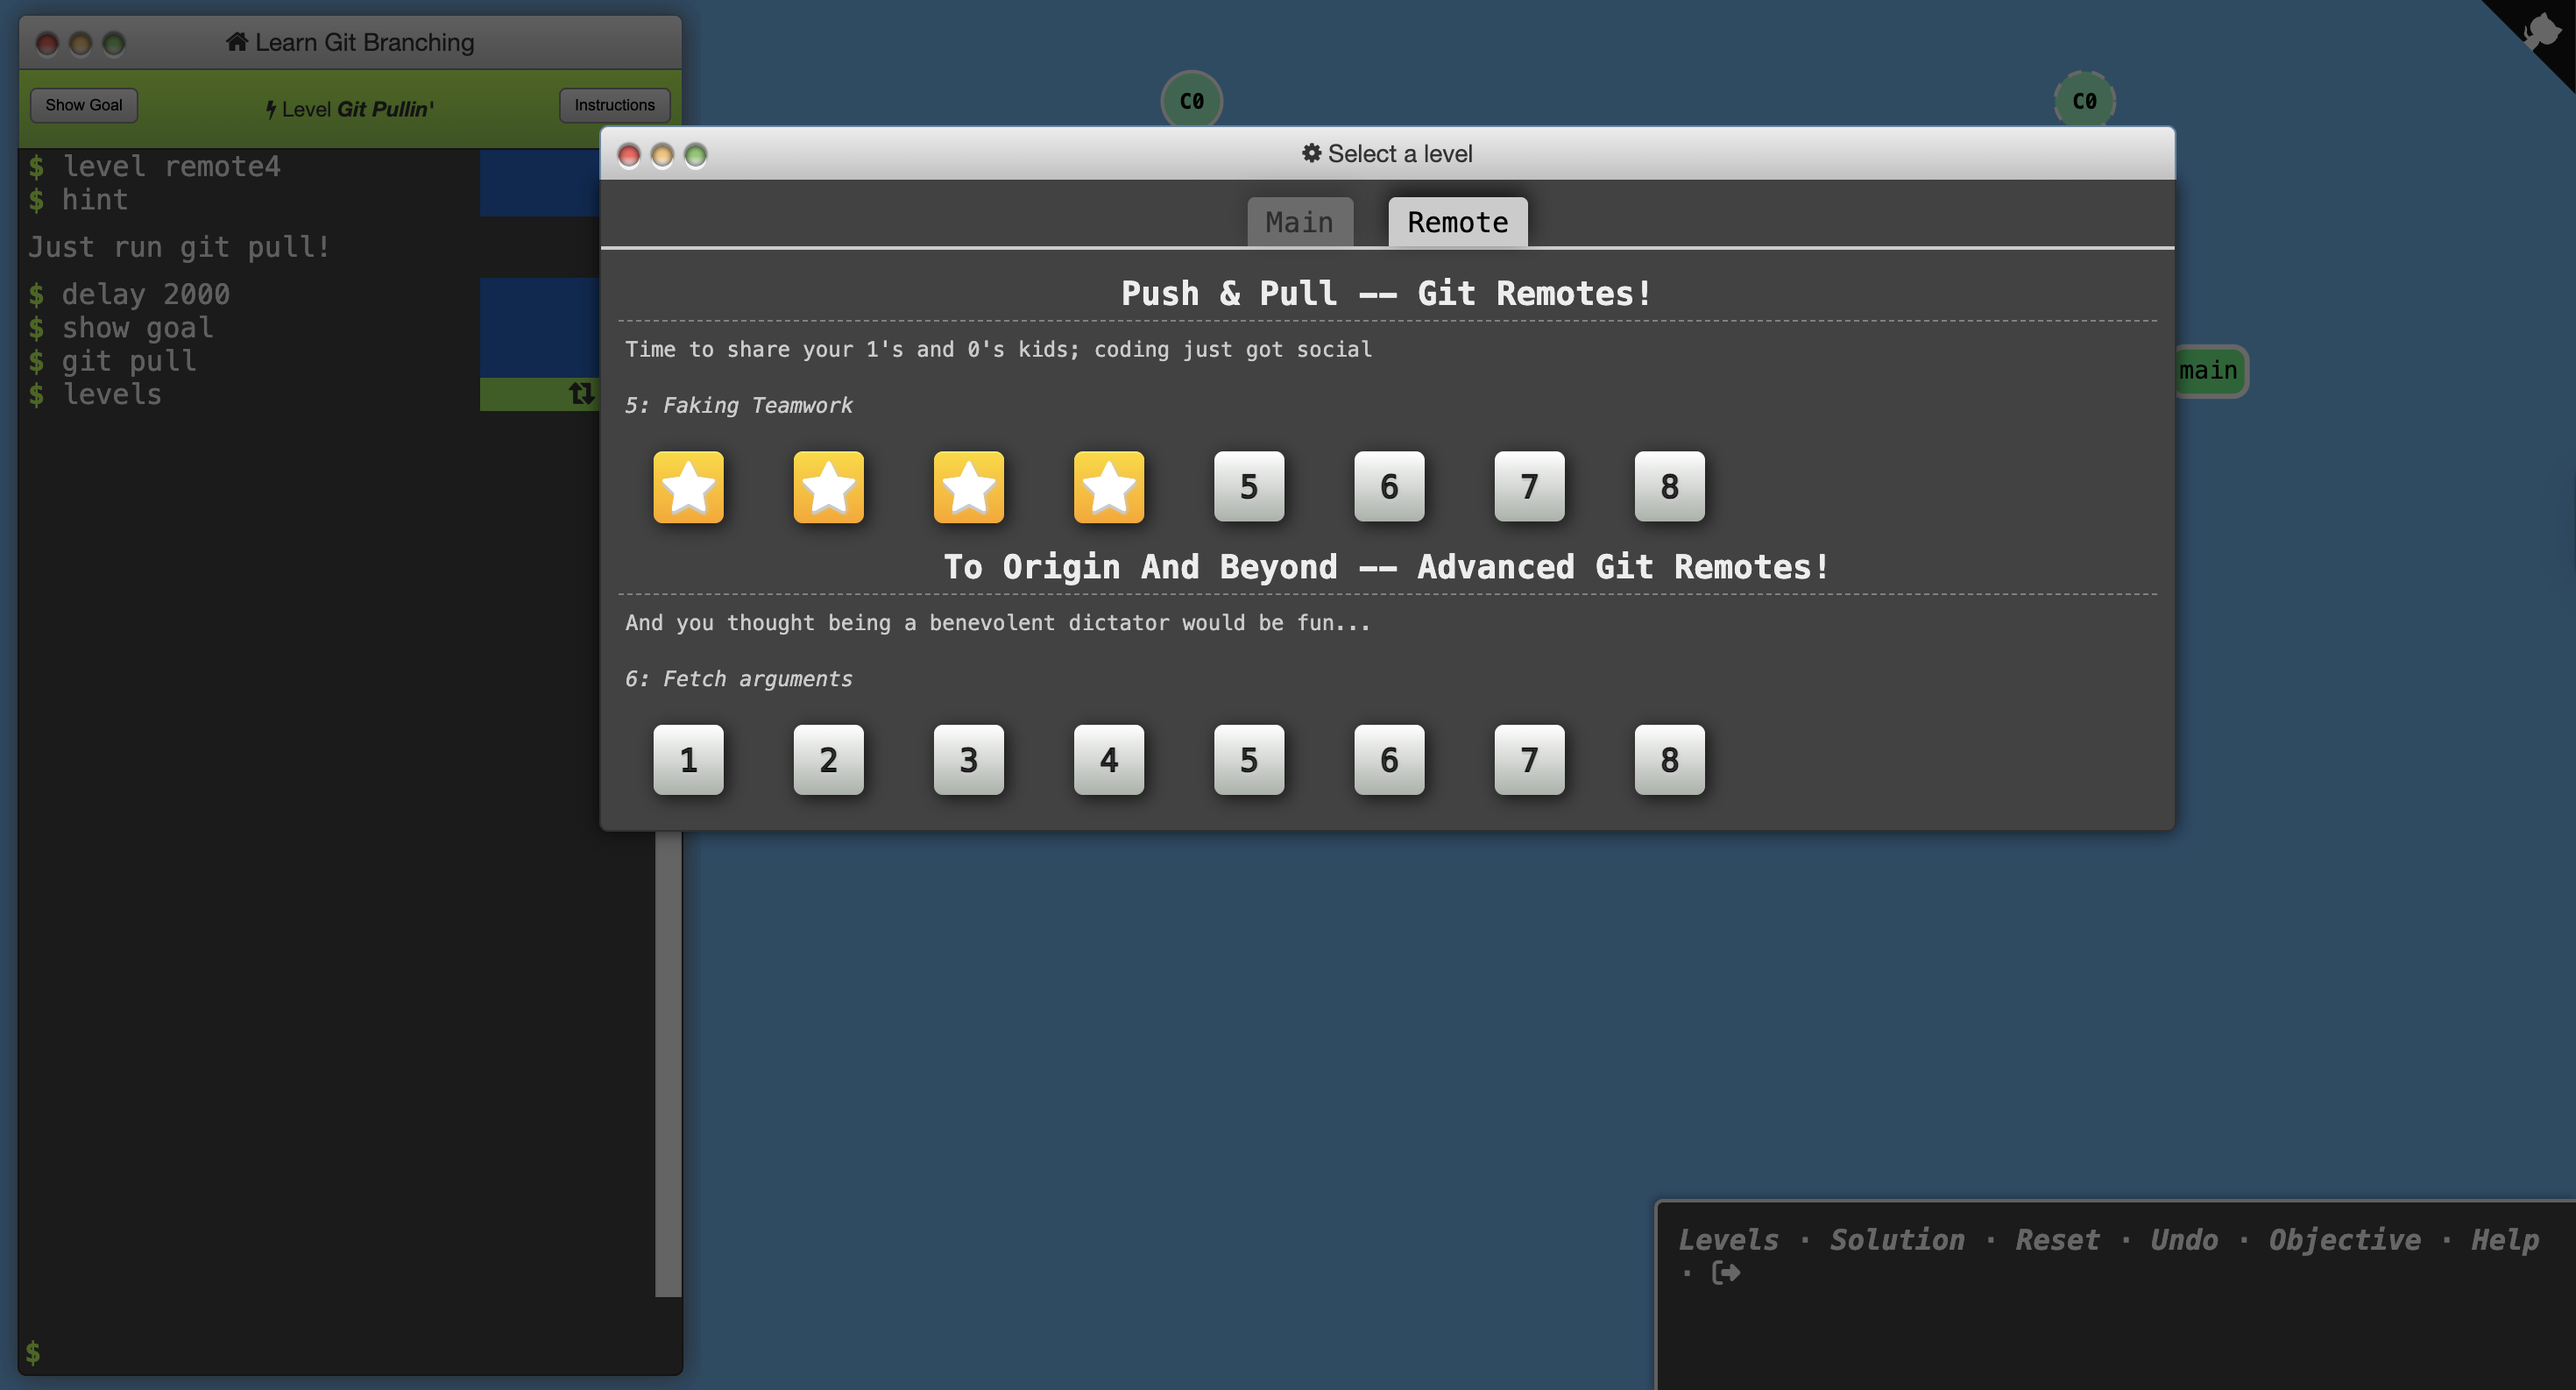 Learn Git Branching
Show Goal
Level Git Pullin'
Instructions
$ level remote4
$ hint
Just run git pull!
$ delay 2000
$ show goal
$ git pull
$ levels
$
C0
C0
main
Select a level
Main
Remote
Push & Pull -- Git Remotes!
Time to share your 1's and 0's kids; coding just got social
5: Faking Teamwork
5 6 7 8
To Origin And Beyond -- Advanced Git Remotes!
And you thought being a benevolent dictator would be fun...
6: Fetch arguments
1 2 3 4 5 6 7 8
Levels · Solution · Reset · Undo · Objective · Help
·